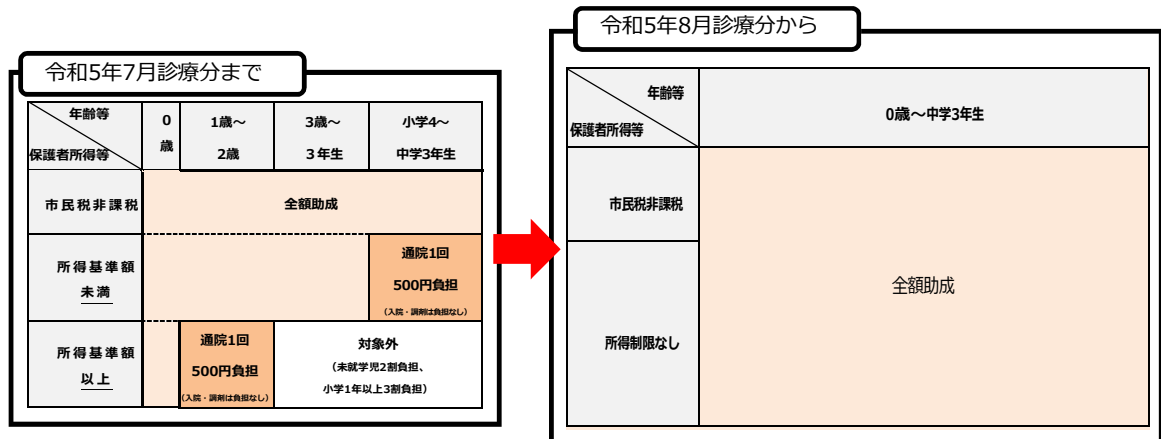 令和5年7月診療分まで
年齢等
保護者所得等
0
歳
1歳～
2歳
3歳～
3年生
小学4～
中学3年生
市民税非課税
全額助成
所得基準額
未満
通院1回
500円負担
（入院・調剤は負担なし）
所得基準額
以上
通院1回
500円負担
（入院・調剤は負担なし）
対象外
（未就学児2割負担、
小学1年以上3割負担）
令和5年8月診療分から
年齢等
保護者所得等
0歳～中学3年生
市民税非課税
所得制限なし
全額助成